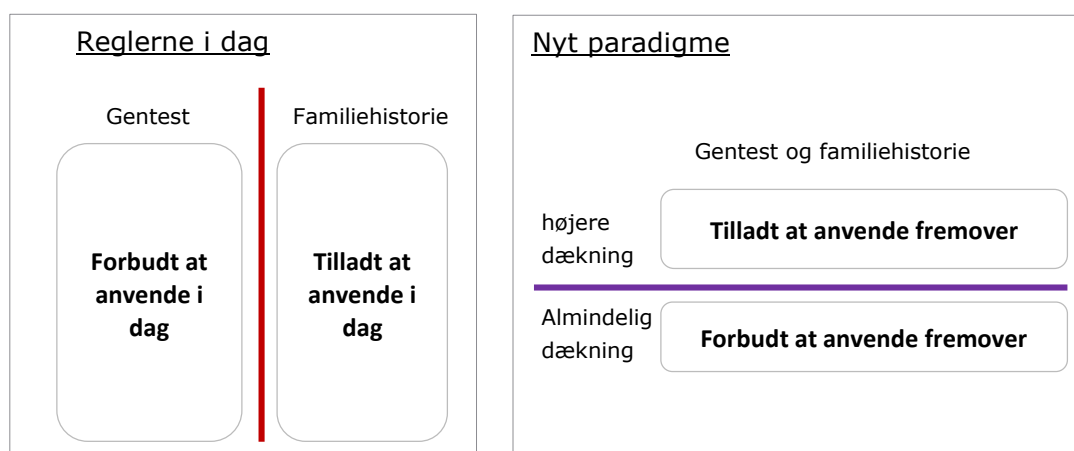 Reglerne i dag
Gentest
Familiehistorie
Forbudt at
anvende i
dag
Tilladt at
anvende i
dag
Nyt paradigme
Gentest og familiehistorie
højere
dækning
Tilladt at anvende fremover
Almindelig
dækning
Forbudt at anvende fremover